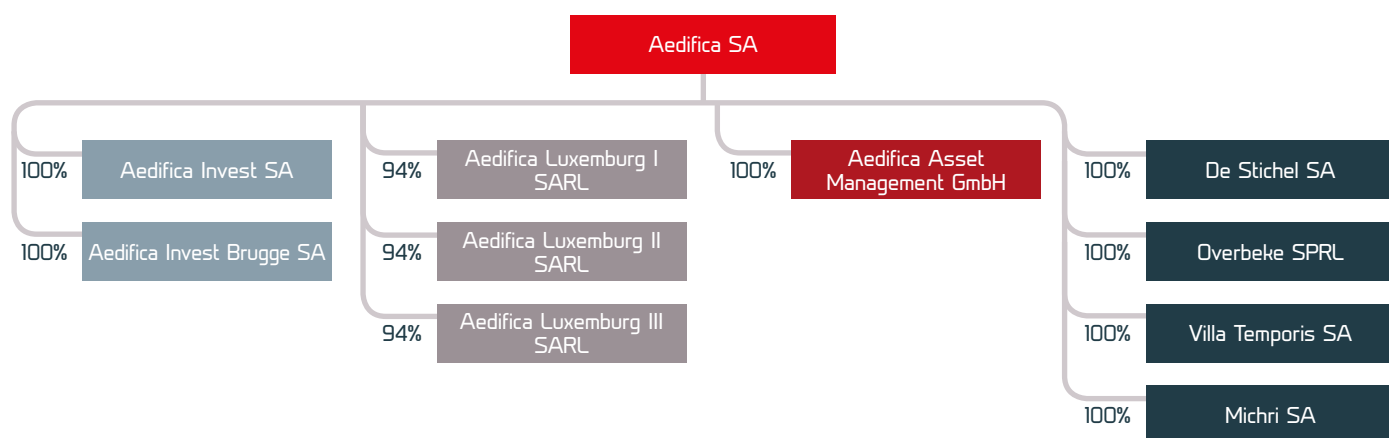 Aedifica SA
100%
Aedifica Invest SA
100%
Aedifica Invest Brugge SA
94%
Aedifica Luxemburg I
SARL
94%
Aedifica Luxemburg II
SARL
94%
Aedifica Luxemburg III
SARL
100%
Aedifica Asset
Management GmbH
100%
De Stichel SA
100%
Overbeke SPRL
100%
Villa Temporis SA
100%
Michri SA